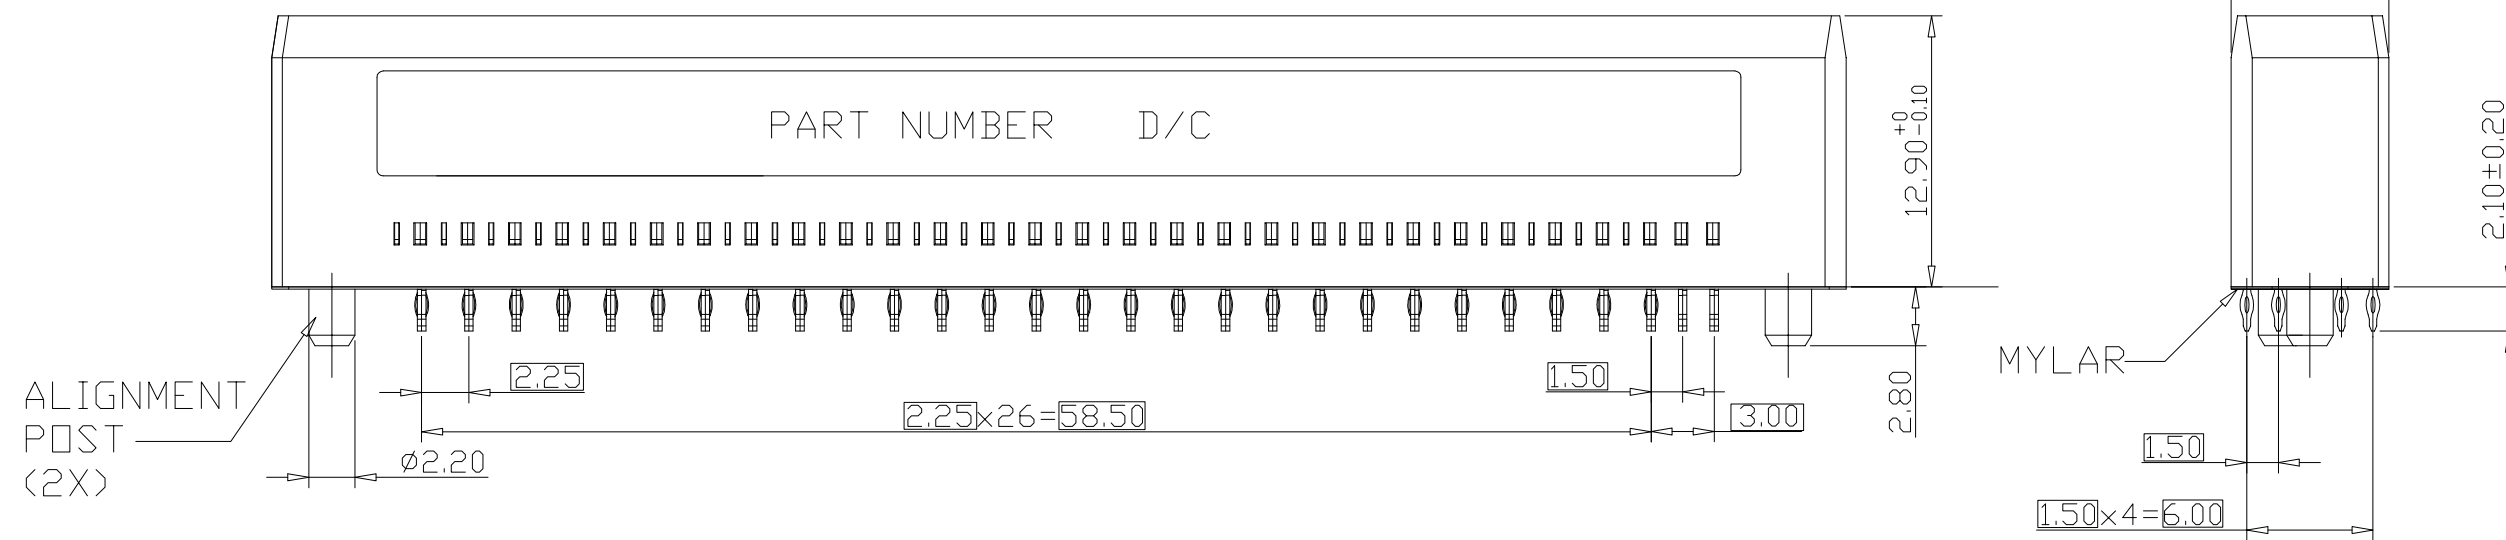 PART NUMBER D/C
12.90+0-0.10
2.10±0.20
ALIGNMENT
POST
(2X)
2.25
2.25x26=58.50
ø2.20
1.50
3.00
2.80
MYLAR
1.50
1.50x4=6.00